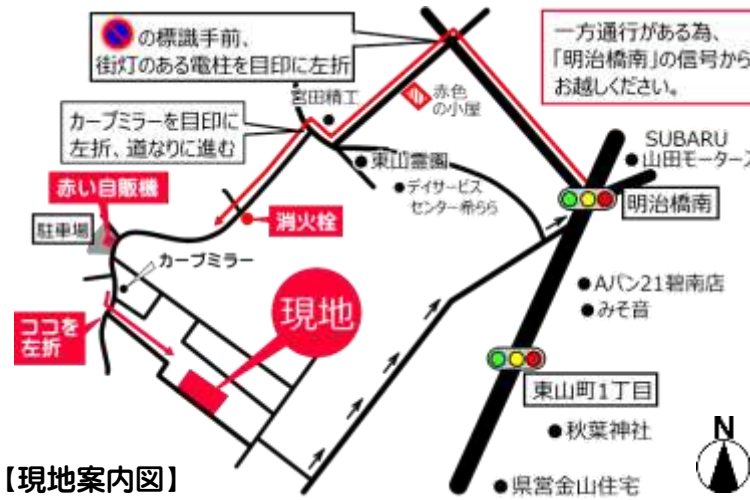 の標識手前、
街灯のある電柱を目印に左折
一方通行がある為、
「明治橋南」の信号から
お越しください。
宮田精工
赤色
の小屋
カーブミラーを目印に
左折、道なりに進む
SUBARU
山田モータース
東山霊園
デイサービス
センター希らら
明治橋南
赤い自販機
消火栓
駐車場
カーブミラー
Aパン21碧南店
みそ音
現地
ココを
左折
東山町1丁目
秋葉神社
N
【現地案内図】
県営金山住宅